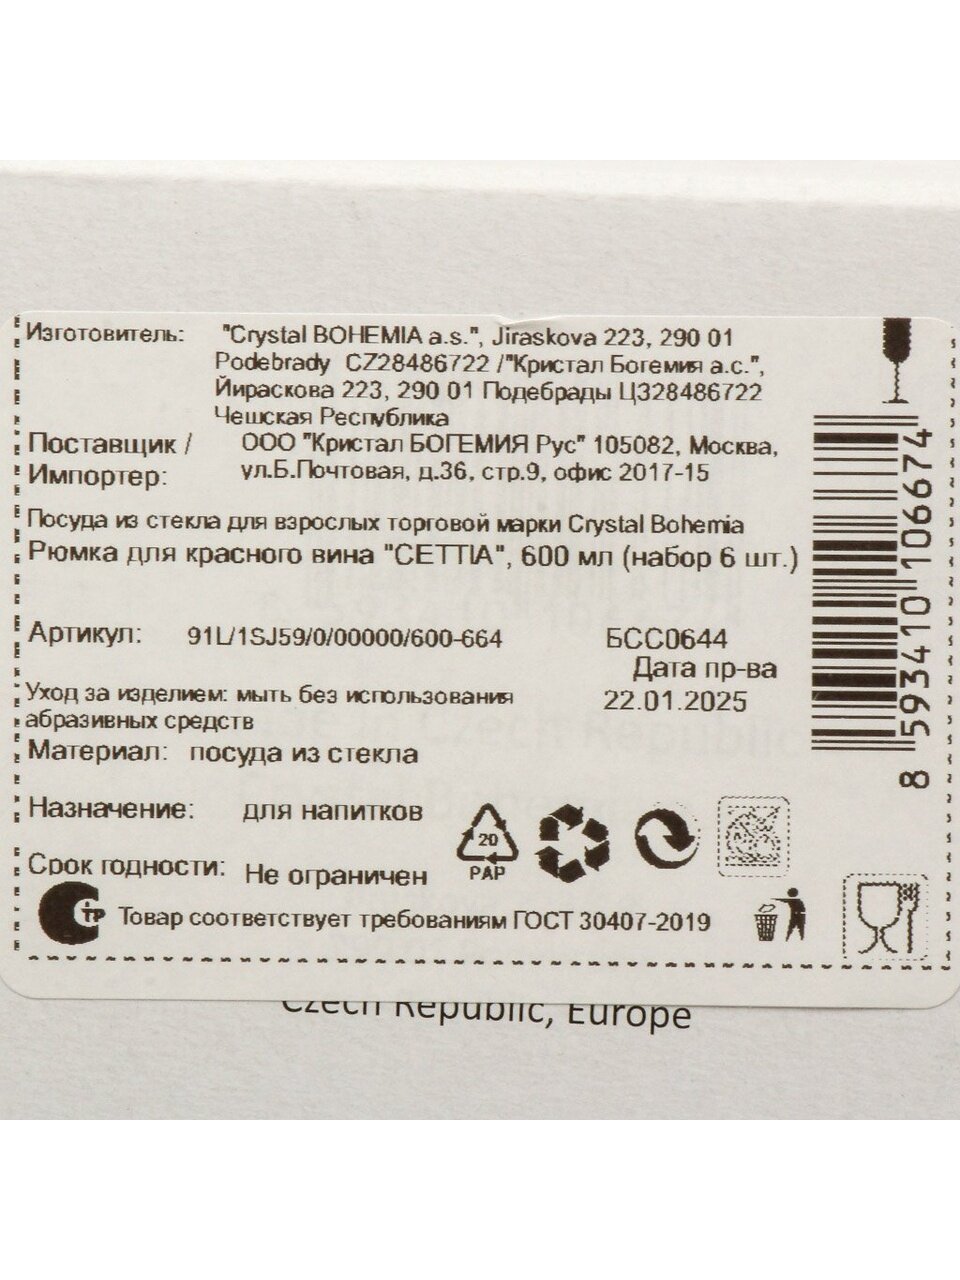 Изготовитель: "Crystal BOHEMIA a.s.", Jiraskova 223, 290 01
Podebrady CZ28486722 /"Кристал Богемия а.с.",
Йираскова 223, 290 01 Подебрады ЦЗ28486722
Чешская Республика
Поставщик / ООО "Кристал БОГЕМИЯ Рус" 105082, Москва,
Импортер: ул.Б.Почтовая, д.36, стр.9, офис 2017-15
Посуда из стекла для взрослых торговой марки Crystal Bohemia
Рюмка для красного вина "СЕТТIА", 600 мл (набор 6 шт.)
Артикул: 91L/1SJ59/0/00000/600-664 БСС0644
Дата пр-ва
22.01.2025
Уход за изделием: мыть без использования
абразивных средств
Материал: посуда из стекла
Назначение: для напитков
20
PAP
Срок годности: Не ограничен
СТР Товар соответствует требованиям ГОСТ 30407-2019
8 593410 106674
Czech Republic, Europe